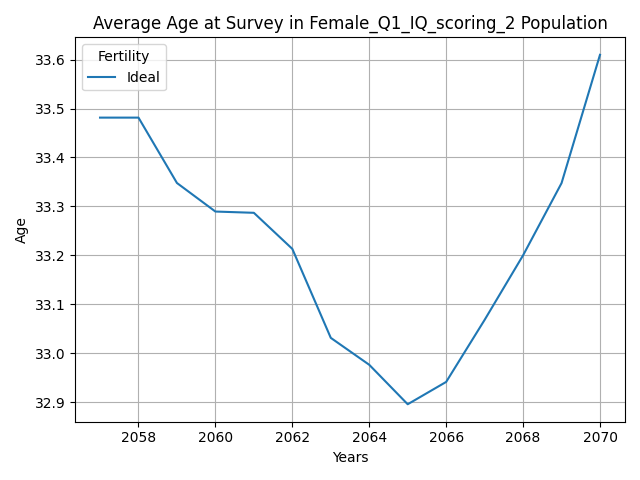 Average Age at Survey in Female_Q1_IQ_scoring_2 Population
Fertility
Ideal
33.6
33.5
33.4
33.3
33.2
33.1
33.0
32.9
Age
2058 2060 2062 2064 2066 2068 2070
Years